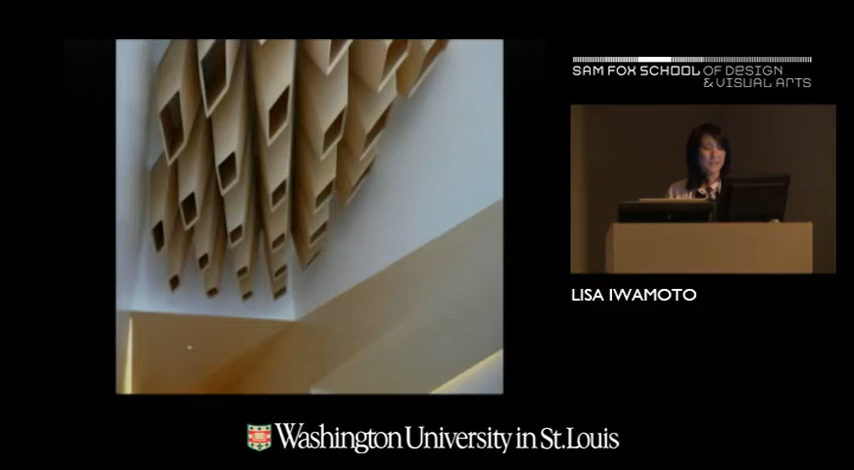 SAM FOX SCHOOL OF DESIGN
& VISUAL ARTS
LISA IWAMOTO
Washington University in St. Louis